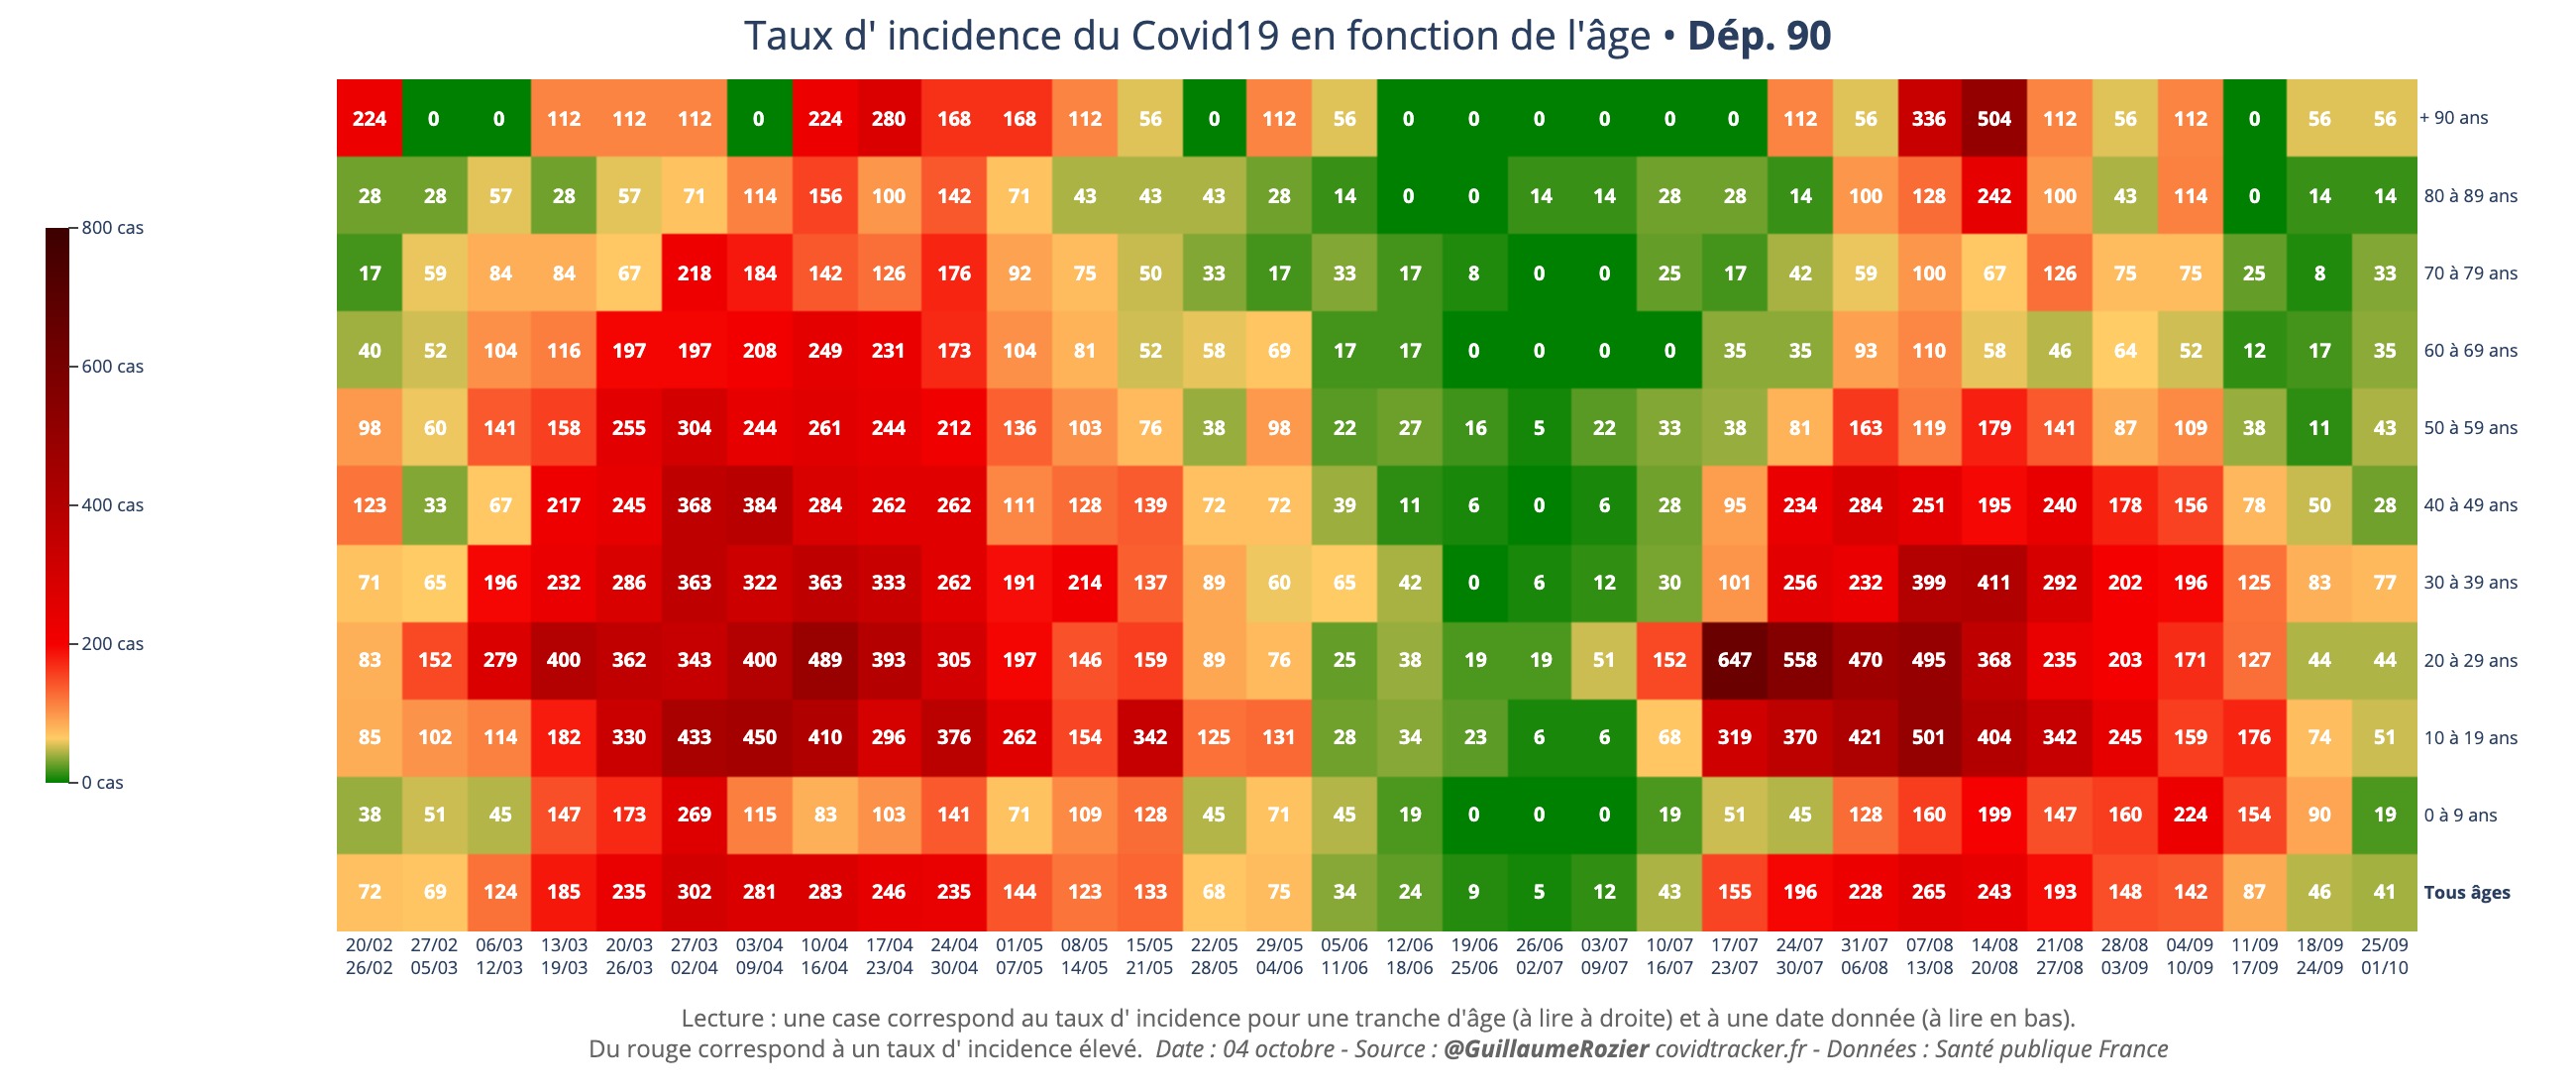 Taux d' incidence du Covid19 en fonction de l'âge • Dép. 90
224 0 0 112 112 112 0 224 280 168 168 112 56 0 112 56 0 0 0 0 0 0 112 56 336 504 112 56 112 0 56 56 + 90 ans
28 28 57 28 57 71 114 156 100 142 71 43 43 43 28 14 0 0 14 14 28 28 14 100 128 242 100 43 114 0 14 14 80 à 89 ans
800 cas
17 59 84 84 67 218 184 142 126 176 92 75 50 33 17 33 17 8 0 0 25 17 42 59 100 67 126 75 75 25 8 33 70 à 79 ans
40 52 104 116 197 197 208 249 231 173 104 81 52 58 69 17 17 0 0 0 0 35 35 93 110 58 46 64 52 12 17 35 60 à 69 ans
600 cas
98 60 141 158 255 304 244 261 244 212 136 103 76 38 98 22 27 16 5 22 33 38 81 163 119 179 141 87 109 38 11 43 50 à 59 ans
400 cas
123 33 67 217 245 368 384 284 262 262 111 128 139 72 72 39 11 6 0 6 28 95 234 284 251 195 240 178 156 78 50 28 40 à 49 ans
71 65 196 232 286 363 322 363 333 262 191 214 137 89 60 65 42 0 6 12 30 101 256 232 399 411 292 202 196 125 83 77 30 à 39 ans
200 cas
83 152 279 400 362 343 400 489 393 305 197 146 159 89 76 25 38 19 19 51 152 647 558 470 495 368 235 203 171 127 44 44 20 à 29 ans
85 102 114 182 330 433 450 410 296 376 262 154 342 125 131 28 34 23 6 6 68 319 370 421 501 404 342 245 159 176 74 51 10 à 19 ans
0 cas
38 51 45 147 173 269 115 83 103 141 71 109 128 45 71 45 19 0 0 0 19 51 45 128 160 199 147 160 224 154 90 19 0 à 9 ans
72 69 124 185 235 302 281 283 246 235 144 123 133 68 75 34 24 9 5 12 43 155 196 228 265 243 193 148 142 87 46 41 Tous âges
20/02 27/02 06/03 13/03 20/03 27/03 03/04 10/04 17/04 24/04 01/05 08/05 15/05 22/05 29/05 05/06 12/06 19/06 26/06 03/07 10/07 17/07 24/07 31/07 07/08 14/08 21/08 28/08 04/09 11/09 18/09 25/09
26/02 05/03 12/03 19/03 26/03 02/04 09/04 16/04 23/04 30/04 07/05 14/05 21/05 28/05 04/06 11/06 18/06 25/06 02/07 09/07 16/07 23/07 30/07 06/08 13/08 20/08 27/08 03/09 10/09 17/09 24/09 01/10
Lecture : une case correspond au taux d' incidence pour une tranche d'âge (à lire à droite) et à une date donnée (à lire en bas).
Du rouge correspond à un taux d' incidence élevé. Date : 04 octobre - Source : @GuillaumeRozier covidtracker.fr - Données : Santé publique France